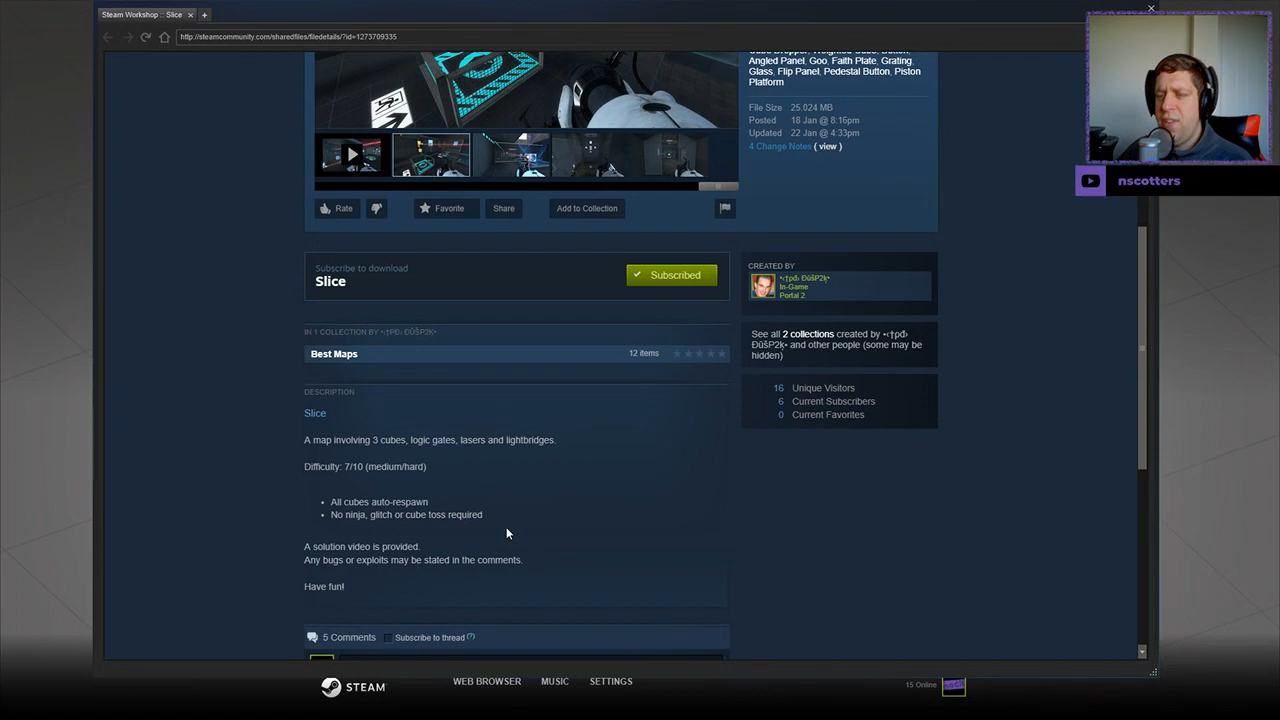 Steam Workshop :: Slice
http://steamcommunity.com/sharedfiles/filedetails/?id=1273709335
Angled Panel, Goo, Faith Plate, Grating,
Glass, Flip Panel, Pedestal Button, Piston
Platform
File Size 25.024 MB
Posted 18 Jan @ 8:16pm
Updated 22 Jan @ 4:33pm
4 Change Notes ( view )
nscotters
Rate
Favorite
Share
Add to Collection
Subscribe to download
Slice
Subscribed
CREATED BY
In-Game
Portal 2
IN 1 COLLECTION BY
Best Maps 12 items
See all 2 collections created by
and other people (some may be
hidden)
16 Unique Visitors
6 Current Subscribers
0 Current Favorites
DESCRIPTION
Slice
A map involving 3 cubes, logic gates, lasers and lightbridges.
Difficulty: 7/10 (medium/hard)
• All cubes auto-respawn
• No ninja, glitch or cube toss required
A solution video is provided.
Any bugs or exploits may be stated in the comments.
Have fun!
5 Comments Subscribe to thread (?)
STEAM
WEB BROWSER
MUSIC
SETTINGS
15 Online